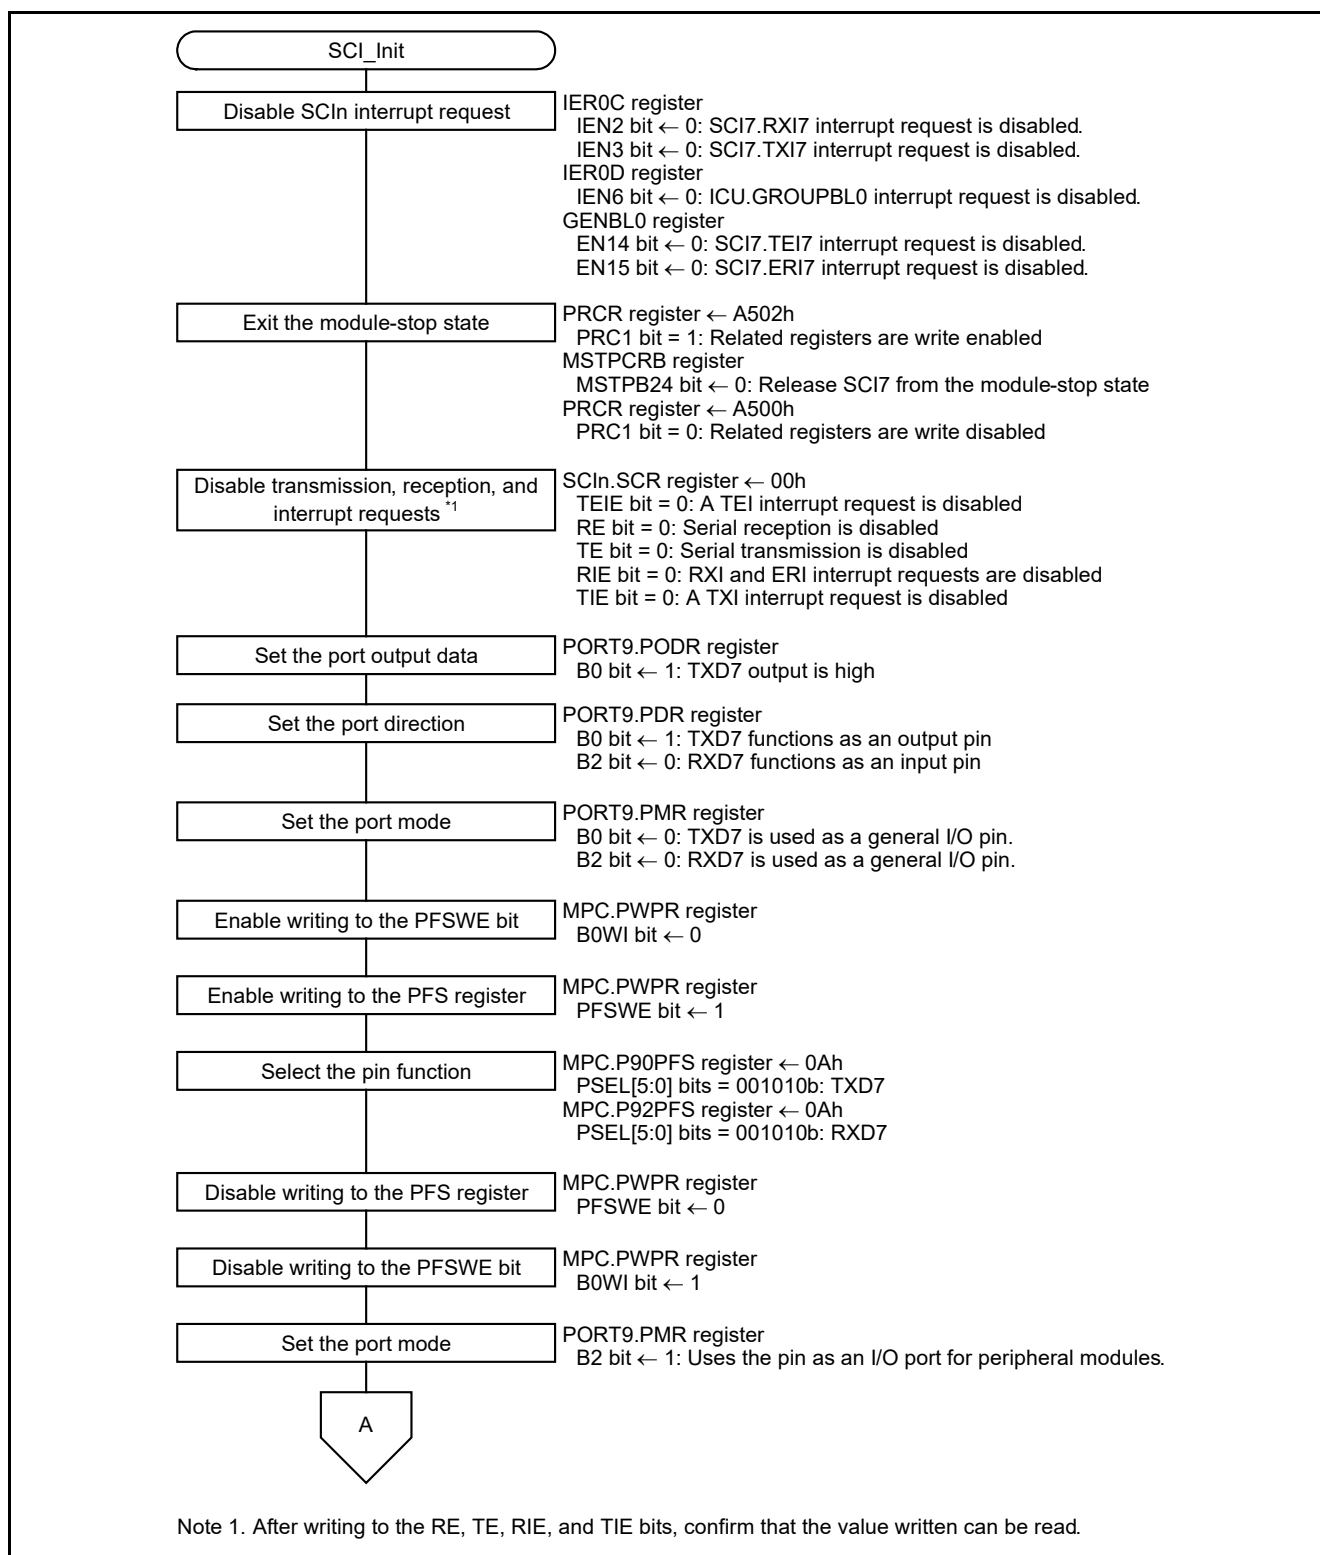 SCI_Init
Disable SCIn interrupt request
IER0C register
IEN2 bit ← 0: SCI7.RXI7 interrupt request is disabled.
IEN3 bit ← 0: SCI7.TXI7 interrupt request is disabled.
IER0D register
IEN6 bit ← 0: ICU.GROUPBL0 interrupt request is disabled.
GENBL0 register
EN14 bit ← 0: SCI7.TEI7 interrupt request is disabled.
EN15 bit ← 0: SCI7.ERI7 interrupt request is disabled.
Exit the module-stop state
PRCR register ← A502h
PRC1 bit = 1: Related registers are write enabled
MSTPCRB register
MSTPB24 bit ← 0: Release SCI7 from the module-stop state
PRCR register ← A500h
PRC1 bit = 0: Related registers are write disabled
Disable transmission, reception, and
interrupt requests *1
SCIn.SCR register ← 00h
TEIE bit = 0: A TEI interrupt request is disabled
RE bit = 0: Serial reception is disabled
TE bit = 0: Serial transmission is disabled
RIE bit = 0: RXI and ERI interrupt requests are disabled
TIE bit = 0: A TXI interrupt request is disabled
Set the port output data
PORT9.PODR register
B0 bit ← 1: TXD7 output is high
Set the port direction
PORT9.PDR register
B0 bit ← 1: TXD7 functions as an output pin
B2 bit ← 0: RXD7 functions as an input pin
Set the port mode
PORT9.PMR register
B0 bit ← 0: TXD7 is used as a general I/O pin.
B2 bit ← 0: RXD7 is used as a general I/O pin.
Enable writing to the PFSWE bit
MPC.PWPR register
B0WI bit ← 0
Enable writing to the PFS register
MPC.PWPR register
PFSWE bit ← 1
Select the pin function
MPC.P90PFS register ← 0Ah
PSEL[5:0] bits = 001010b: TXD7
MPC.P92PFS register ← 0Ah
PSEL[5:0] bits = 001010b: RXD7
Disable writing to the PFS register
MPC.PWPR register
PFSWE bit ← 0
Disable writing to the PFSWE bit
MPC.PWPR register
B0WI bit ← 1
Set the port mode
PORT9.PMR register
B2 bit ← 1: Uses the pin as an I/O port for peripheral modules.
A
Note 1. After writing to the RE, TE, RIE, and TIE bits, confirm that the value written can be read.